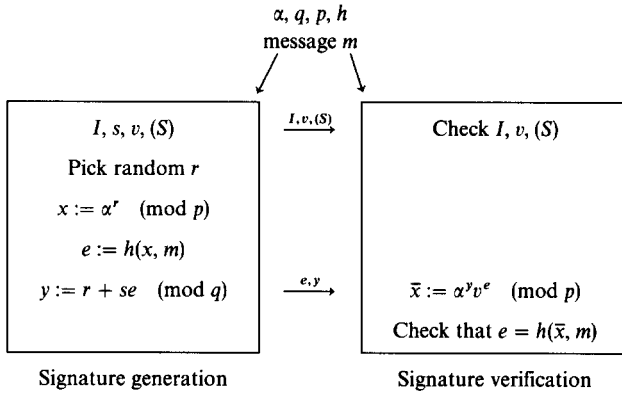 α, q, p, h
message m
I, s, v, (S)
I, v, (S)
Check I, v, (S)
Pick random r
x := α^r (mod p)
e := h(x, m)
y := r + se (mod q)
e, y
x̄ := α^y v^e (mod p)
Check that e = h(x̄, m)
Signature generation
Signature verification